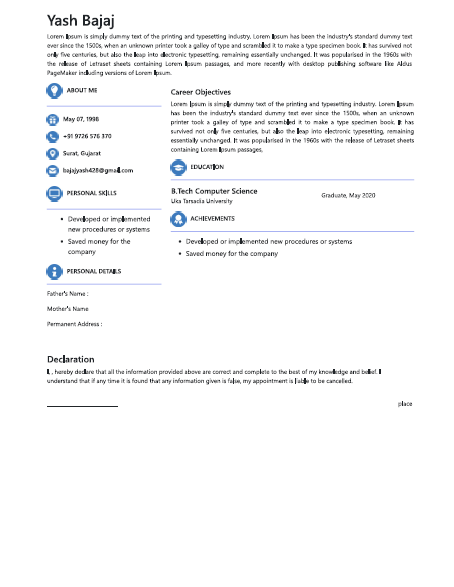 Yash Bajaj
Lorem Ipsum is simply dummy text of the printing and typesetting industry. Lorem Ipsum has been the industry's standard dummy text
ever since the 1500s, when an unknown printer took a galley of type and scrambled it to make a type specimen book. It has survived not
only five centuries, but also the leap into electronic typesetting, remaining essentially unchanged. It was popularised in the 1960s with
the release of Letraset sheets containing Lorem Ipsum passages, and more recently with desktop publishing software like Aldus
PageMaker including versions of Lorem Ipsum.
ABOUT ME
May 07, 1998
+91 9726 576 370
Surat, Gujarat
bajajyash428@gmail.com
PERSONAL SKILLS
• Developed or implemented
new procedures or systems
• Saved money for the
company
PERSONAL DETAILS
Father's Name :
Mother's Name
Permanent Address :
Career Objectives
Lorem Ipsum is simply dummy text of the printing and typesetting industry. Lorem Ipsum
has been the industry's standard dummy text ever since the 1500s, when an unknown
printer took a galley of type and scrambled it to make a type specimen book. It has
survived not only five centuries, but also the leap into electronic typesetting, remaining
essentially unchanged. It was popularised in the 1960s with the release of Letraset sheets
containing Lorem Ipsum passages,
EDUCATION
B.Tech Computer Science
Uka Tarsadia University
Graduate, May 2020
ACHIEVEMENTS
• Developed or implemented new procedures or systems
• Saved money for the company
Declaration
I, , hereby declare that all the information provided above are correct and complete to the best of my knowledge and belief. I
understand that if any time it is found that any information given is false, my appointment is liable to be cancelled.
place